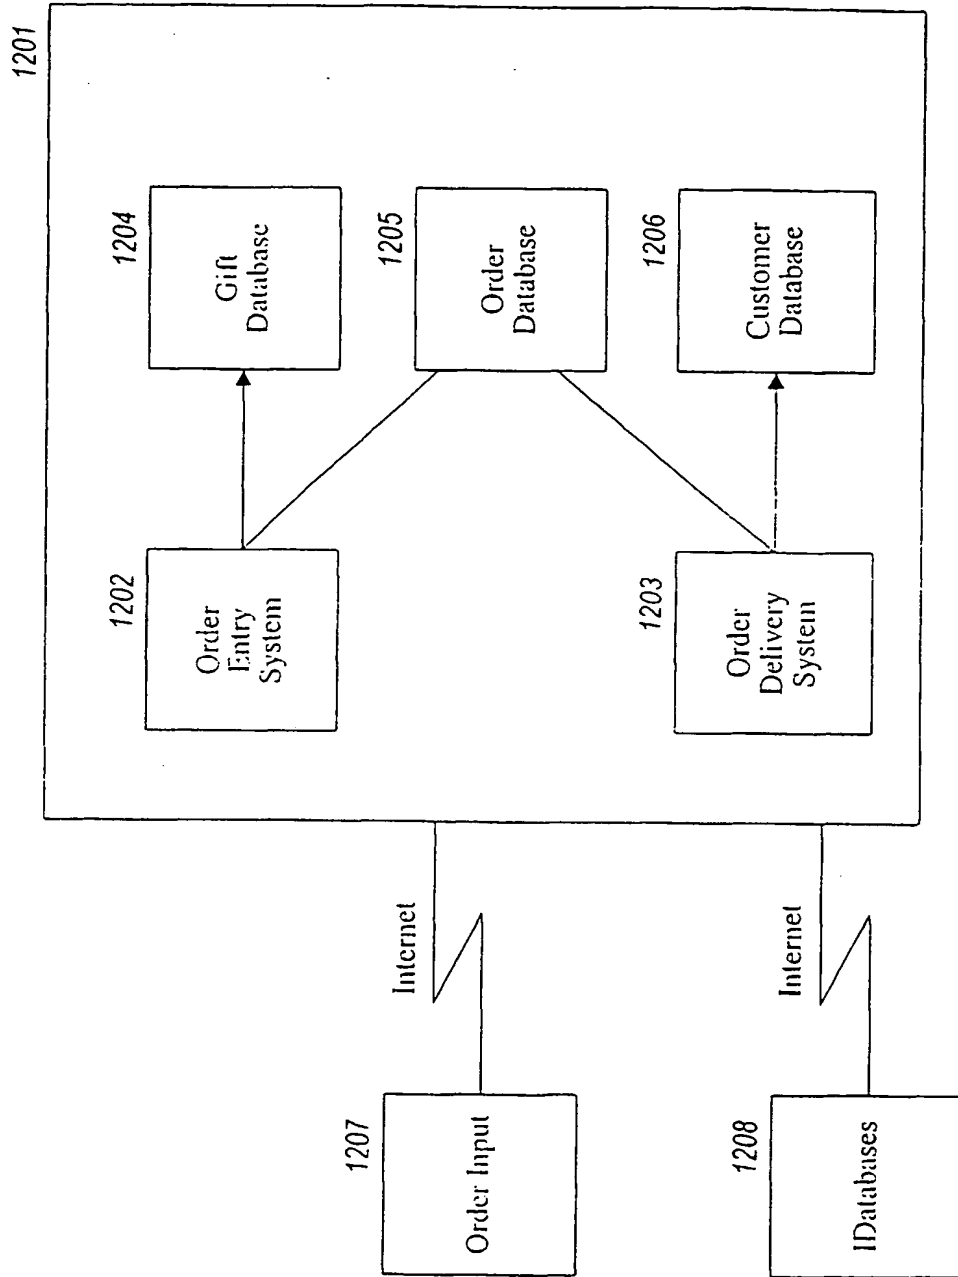 1201
1202
Order
Entry
System
1204
Gift
Database
1207
Order Input
Internet
1205
Order
Database
1203
Order
Delivery
System
1206
Customer
Database
1208
Databases
Internet